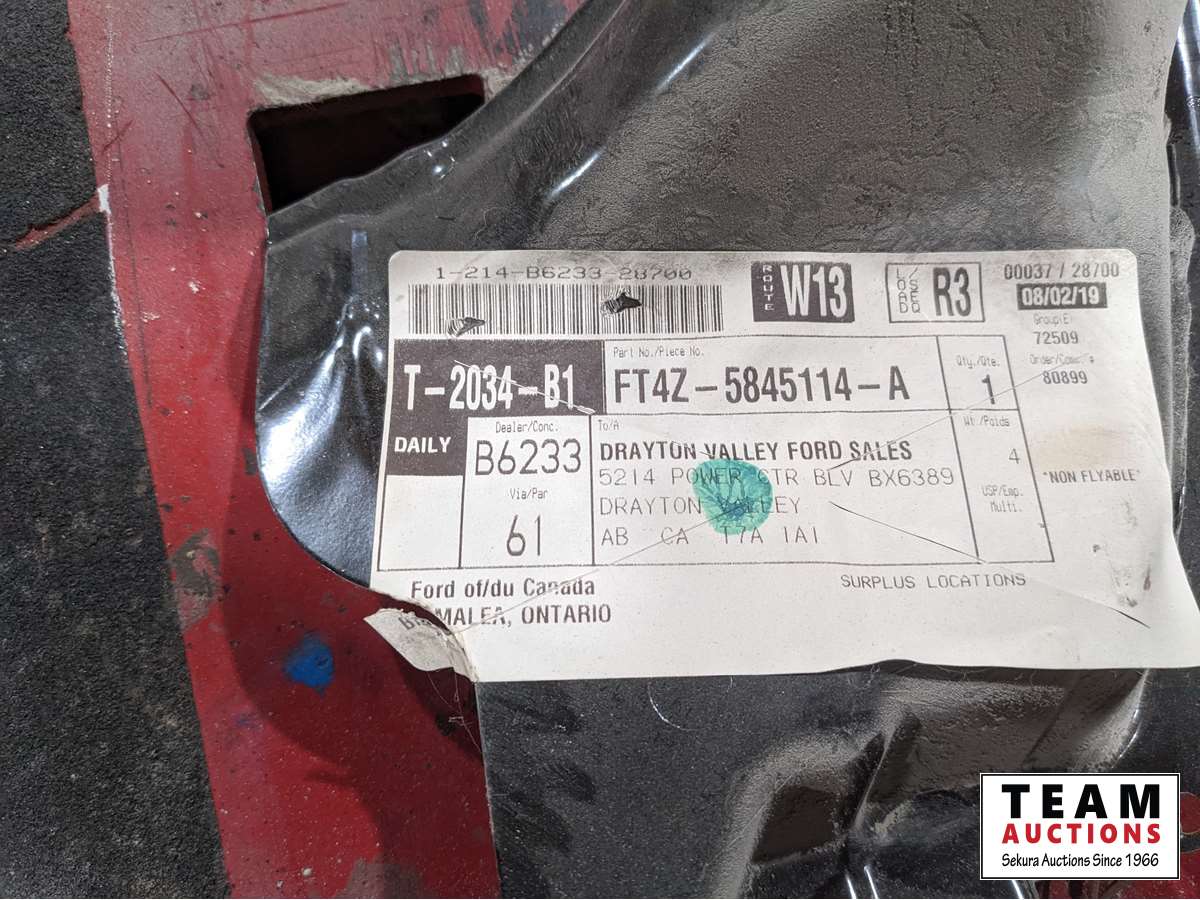 1-214-B6233-28700
ROUTE W13
L/OSAEDQ R3
00037 / 28700
08/02/19
Group(E)
72509
Order/Comm. #
80899
T-2034-B1
Part No./Piece No.
FT4Z-5845114-A
Qty./Qte.
1
DAILY
Dealer/Conc.
B6233
Via/Par
61
To/A
DRAYTON VALLEY FORD SALES
5214 POWER CTR BLV BX6389
DRAYTON VALLEY
AB CA T7A 1A1
Wt./Poids
4
USP/Emp.
Multi.
"NON FLYABLE"
Ford of/du Canada
MALEA, ONTARIO
SURPLUS LOCATIONS
TEAM
AUCTIONS
Sekura Auctions Since 1966